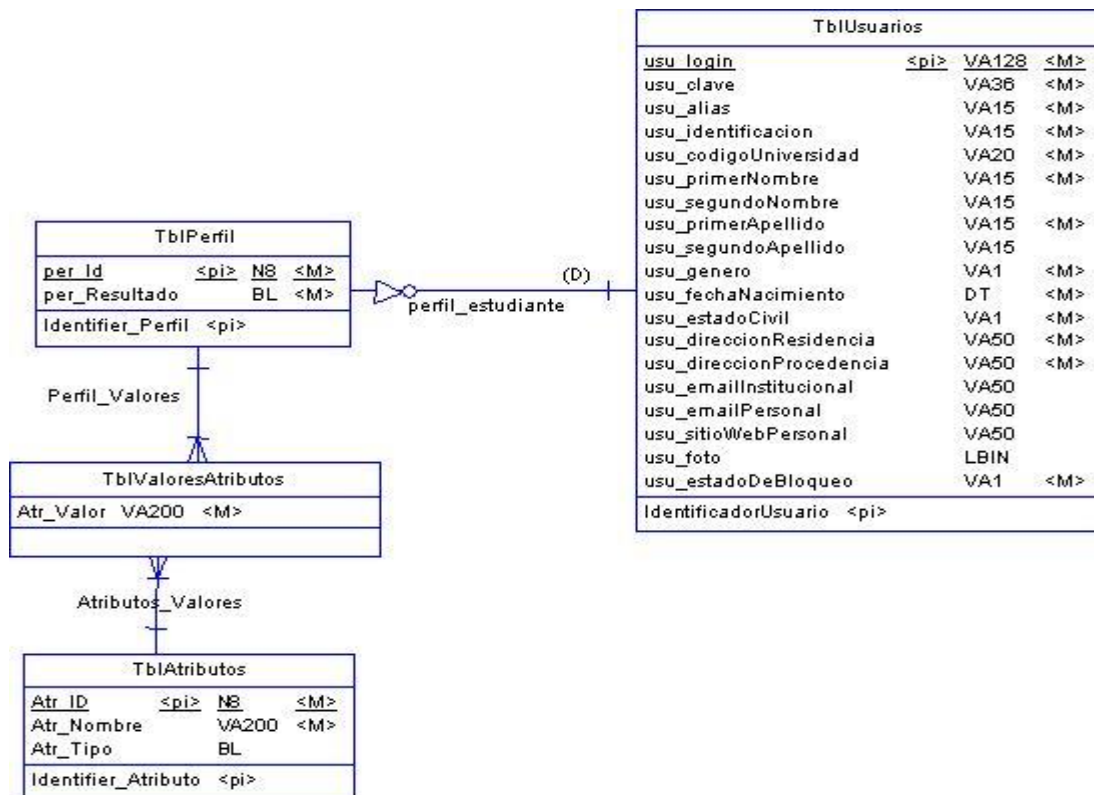 TblUsuarios
usu_login <pi> VA128 <M>
usu_clave VA36 <M>
usu_alias VA15 <M>
usu_identificacion VA15 <M>
usu_codigoUniversidad VA20 <M>
usu_primerNombre VA15 <M>
usu_segundoNombre VA15
usu_primerApellido VA15 <M>
usu_segundoApellido VA15
usu_genero VA1 <M>
usu_fechaNacimiento DT <M>
usu_estadoCivil VA1 <M>
usu_direccionResidencia VA50 <M>
usu_direccionProcedencia VA50 <M>
usu_emailInstitucional VA50
usu_emailPersonal VA50
usu_sitioWebPersonal VA50
usu_foto LBIN
usu_estadoDeBloqueo VA1 <M>
IdentificadorUsuario <pi>
TblPerfil
per_Id <pi> N8 <M>
per_Resultado BL <M>
Identifier_Perfil <pi>
(D)
perfil_estudiante
Perfil_Valores
TblValoresAtributos
Atr_Valor VA200 <M>
Atributos_Valores
TblAtributos
Atr_ID <pi> N8 <M>
Atr_Nombre VA200 <M>
Atr_Tipo BL
Identifier_Atributo <pi>